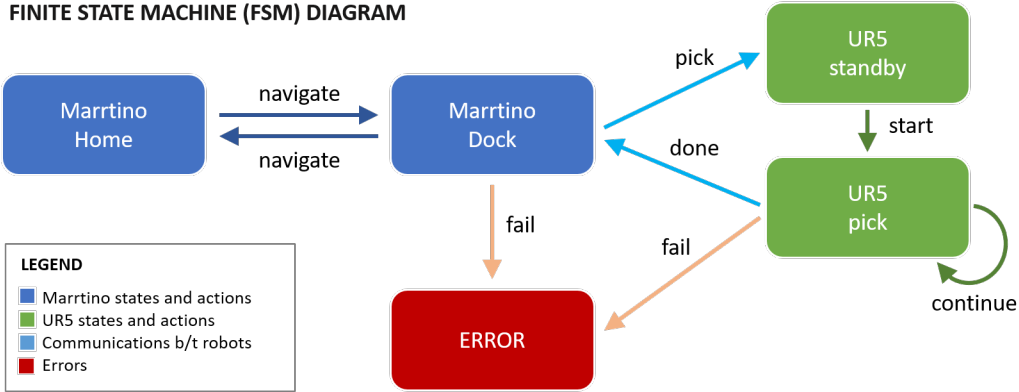 FINITE STATE MACHINE (FSM) DIAGRAM
Marrtino
Home
navigate
navigate
Marrtino
Dock
pick
UR5
standby
start
done
UR5
pick
fail
fail
continue
ERROR
LEGEND
Marrtino states and actions
UR5 states and actions
Communications b/t robots
Errors